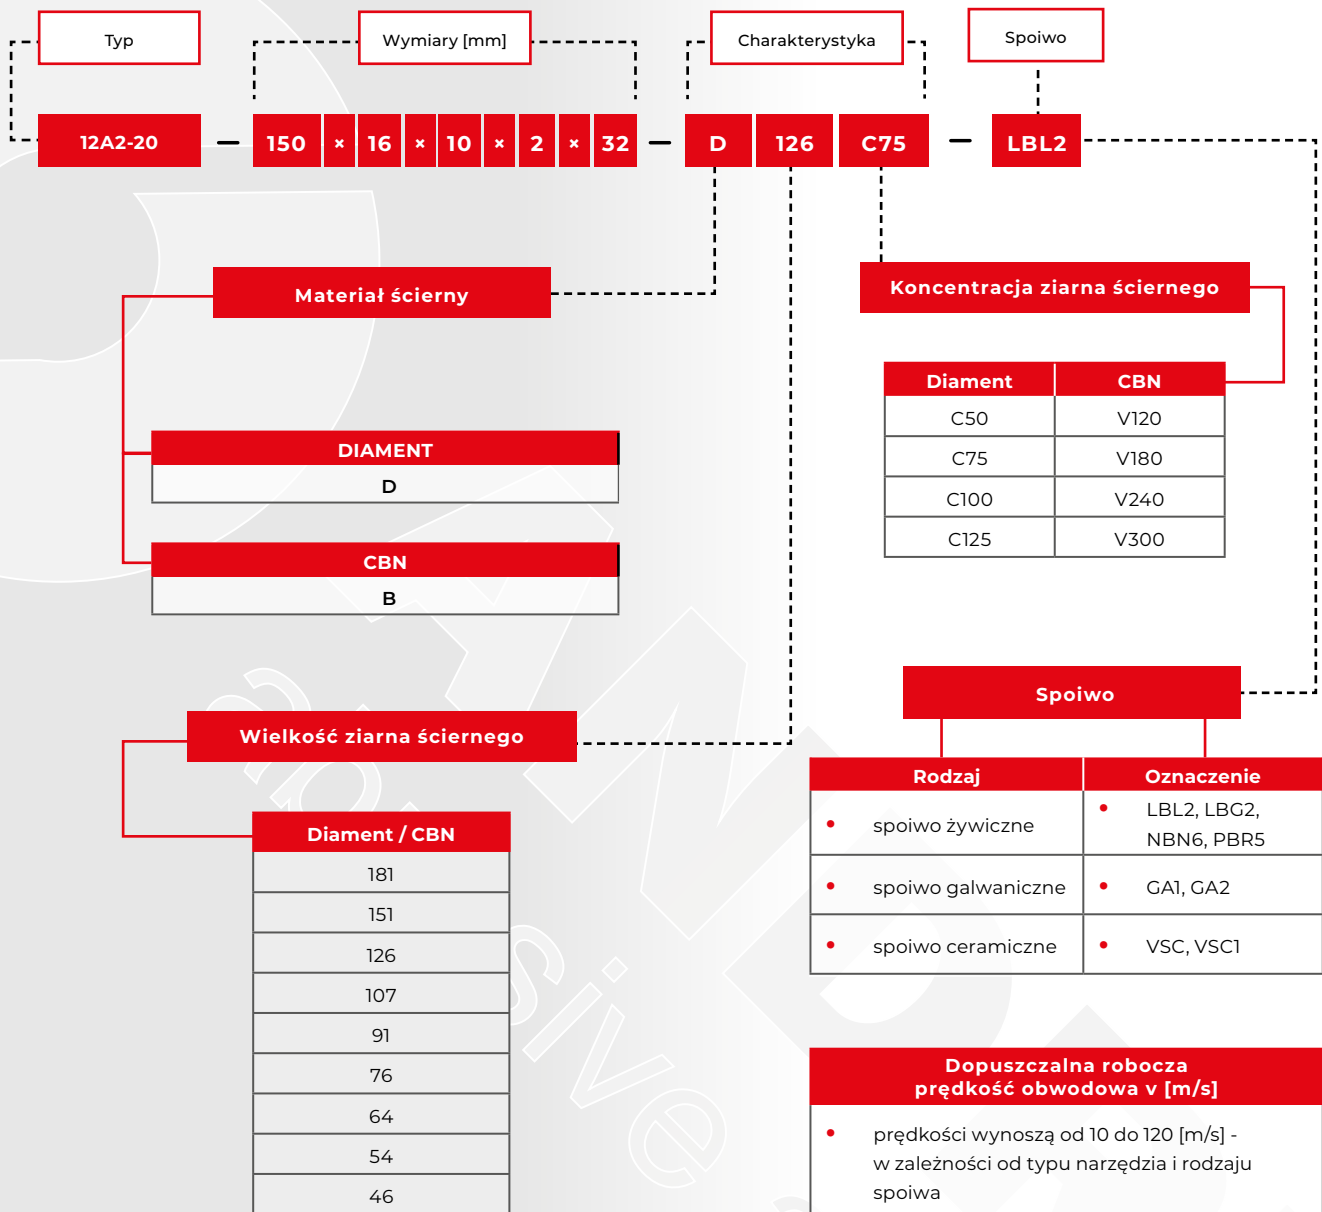 Typ
Wymiary [mm]
Charakterystyka
Spoiwo
12A2-20 – 150 × 16 × 10 × 2 × 32 – D 126 C75 – LBL2
Materiał ścierny
DIAMENT
D
CBN
B
Koncentracja ziarna ściernego
Diament CBN
C50 V120
C75 V180
C100 V240
C125 V300
Wielkość ziarna ściernego
Diament / CBN
181
151
126
107
91
76
64
54
46
Spoiwo
Rodzaj Oznaczenie
• spoiwo żywiczne • LBL2, LBG2,
NBN6, PBR5
• spoiwo galwaniczne • GA1, GA2
• spoiwo ceramiczne • VSC, VSC1
Dopuszczalna robocza
prędkość obwodowa v [m/s]
• prędkości wynoszą od 10 do 120 [m/s] -
w zależności od typu narzędzia i rodzaju
spoiwa